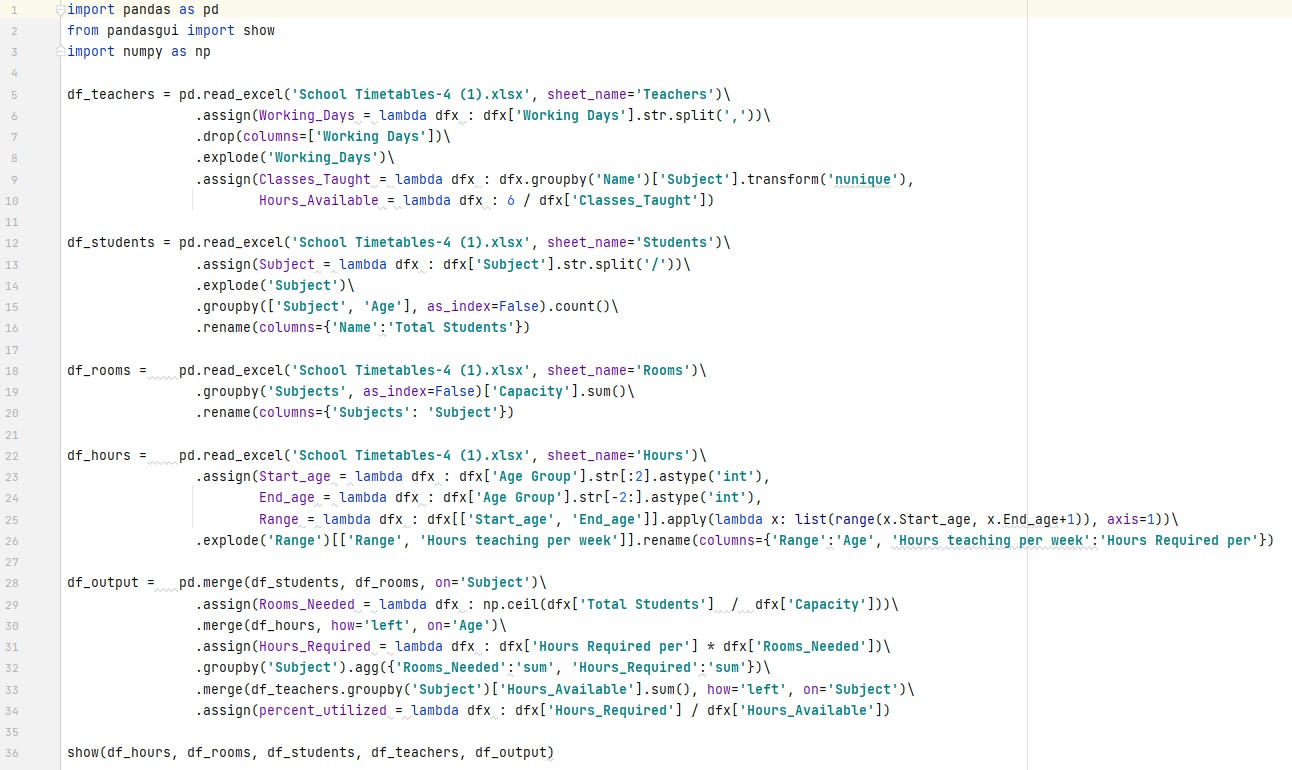 1 import pandas as pd
2 from pandasgui import show
3 import numpy as np
4
5 df_teachers = pd.read_excel('School Timetables-4 (1).xlsx', sheet_name='Teachers')\
6                 .assign(Working_Days = lambda dfx : dfx['Working Days'].str.split(','))\
7                 .drop(columns=['Working Days'])\
8                 .explode('Working_Days')\
9                 .assign(Classes_Taught = lambda dfx : dfx.groupby('Name')['Subject'].transform('nunique'),
10                         Hours_Available = lambda dfx : 6 / dfx['Classes_Taught'])
11
12 df_students = pd.read_excel('School Timetables-4 (1).xlsx', sheet_name='Students')\
13                 .assign(Subject = lambda dfx : dfx['Subject'].str.split('/'))\
14                 .explode('Subject')\
15                 .groupby(['Subject', 'Age'], as_index=False).count()\
16                 .rename(columns={'Name':'Total Students'})
17
18 df_rooms =    pd.read_excel('School Timetables-4 (1).xlsx', sheet_name='Rooms')\
19                 .groupby('Subjects', as_index=False)['Capacity'].sum()\
20                 .rename(columns={'Subjects': 'Subject'})
21
22 df_hours =    pd.read_excel('School Timetables-4 (1).xlsx', sheet_name='Hours')\
23                 .assign(Start_age = lambda dfx : dfx['Age Group'].str[:2].astype('int'),
24                         End_age = lambda dfx : dfx['Age Group'].str[-2:].astype('int'),
25                         Range = lambda dfx : dfx[['Start_age', 'End_age']].apply(lambda x: list(range(x.Start_age, x.End_age+1)), axis=1))\
26                 .explode('Range')[['Range', 'Hours teaching per week']].rename(columns={'Range':'Age', 'Hours teaching per week':'Hours Required per'})
27
28 df_output =   pd.merge(df_students, df_rooms, on='Subject')\
29                 .assign(Rooms_Needed = lambda dfx : np.ceil(dfx['Total Students']  /  dfx['Capacity']))\
30                 .merge(df_hours, how='left', on='Age')\
31                 .assign(Hours_Required = lambda dfx : dfx['Hours Required per'] * dfx['Rooms_Needed'])\
32                 .groupby('Subject').agg({'Rooms_Needed':'sum', 'Hours_Required':'sum'})\
33                 .merge(df_teachers.groupby('Subject')['Hours_Available'].sum(), how='left', on='Subject')\
34                 .assign(percent_utilized = lambda dfx : dfx['Hours_Required'] / dfx['Hours_Available'])
35
36 show(df_hours, df_rooms, df_students, df_teachers, df_output)